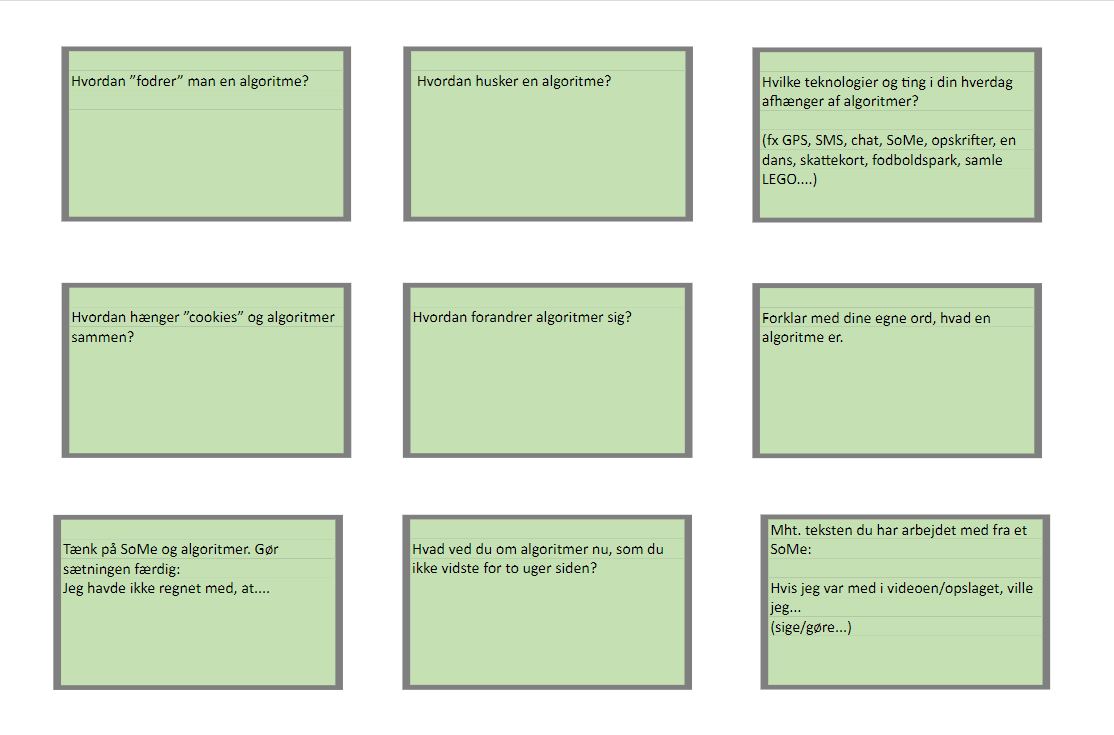 Hvordan ”fodrer” man en algoritme?
Hvordan husker en algoritme?
Hvilke teknologier og ting i din hverdag
afhænger af algoritmer?
(fx GPS, SMS, chat, SoMe, opskrifter, en
dans, skattekort, fodboldspark, samle
LEGO....)
Hvordan hænger ”cookies” og algoritmer
sammen?
Hvordan forandrer algoritmer sig?
Forklar med dine egne ord, hvad en
algoritme er.
Tænk på SoMe og algoritmer. Gør
sætningen færdig:
Jeg havde ikke regnet med, at....
Hvad ved du om algoritmer nu, som du
ikke vidste for to uger siden?
Mht. teksten du har arbejdet med fra et
SoMe:
Hvis jeg var med i videoen/opslaget, ville
jeg...
(sige/gøre...)